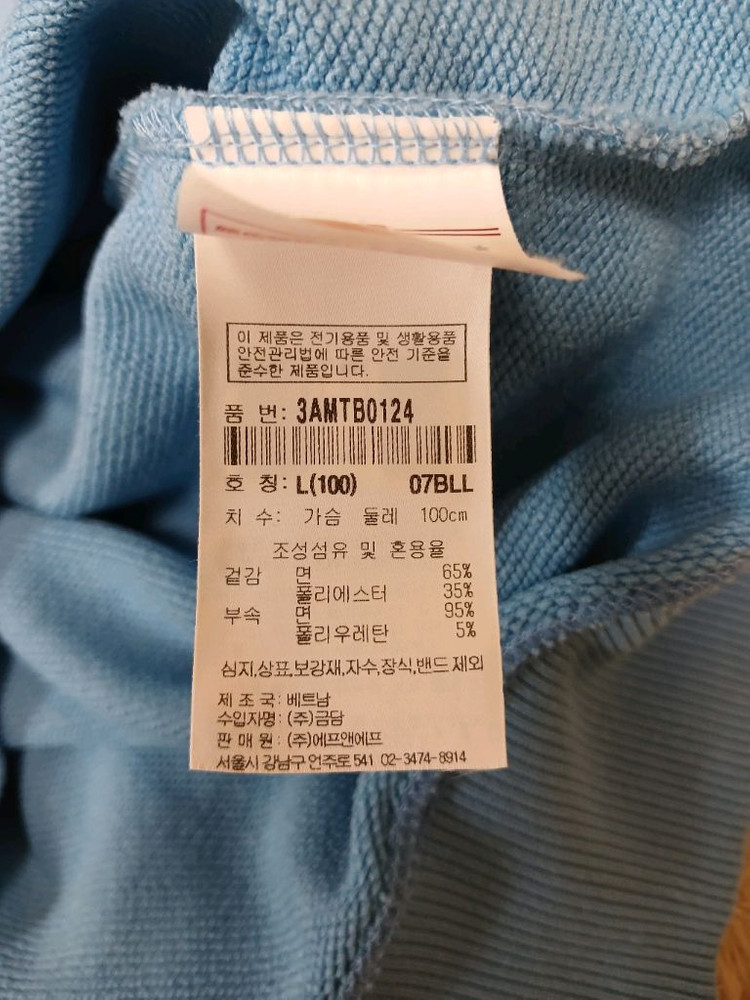 이 제품은 전기용품 및 생활용품
안전관리법에 따른 안전 기준을
준수한 제품입니다.
품 번: 3AMTB0124
호 칭: L(100) 07BLL
치 수: 가슴 둘레 100cm
조성섬유 및 혼용율
겉감 면 65%
폴리에스터 35%
부속 면 95%
폴리우레탄 5%
심지,상표,보강재,자수,장식,밴드 제외
제 조 국: 베트남
수입자명: (주)금담
판 매 원: (주)에프앤에프
서울시 강남구 언주로 541 02-3474-8914